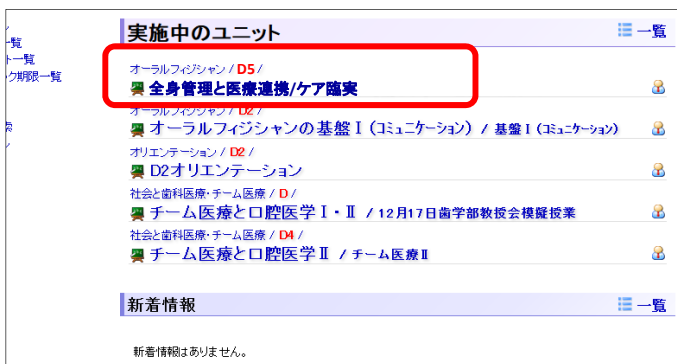 覧
ト一覧
ク期限一覧
実施中のユニット
一覧
オーラルフィジシャン / D5 /
全身管理と医療連携/ケア臨実
オーラルフィジシャン / D2 /
オーラルフィジシャンの基盤Ⅰ(コミュニケーション) / 基盤Ⅰ(コミュニケーション)
オリエンテーション / D2 /
D2オリエンテーション
社会と歯科医療・チーム医療 / D /
チーム医療と口腔医学Ⅰ・Ⅱ / 12月17日歯学部教授会模擬授業
社会と歯科医療・チーム医療 / D4 /
チーム医療と口腔医学Ⅱ / チーム医療Ⅱ
新着情報
一覧
新着情報はありません。